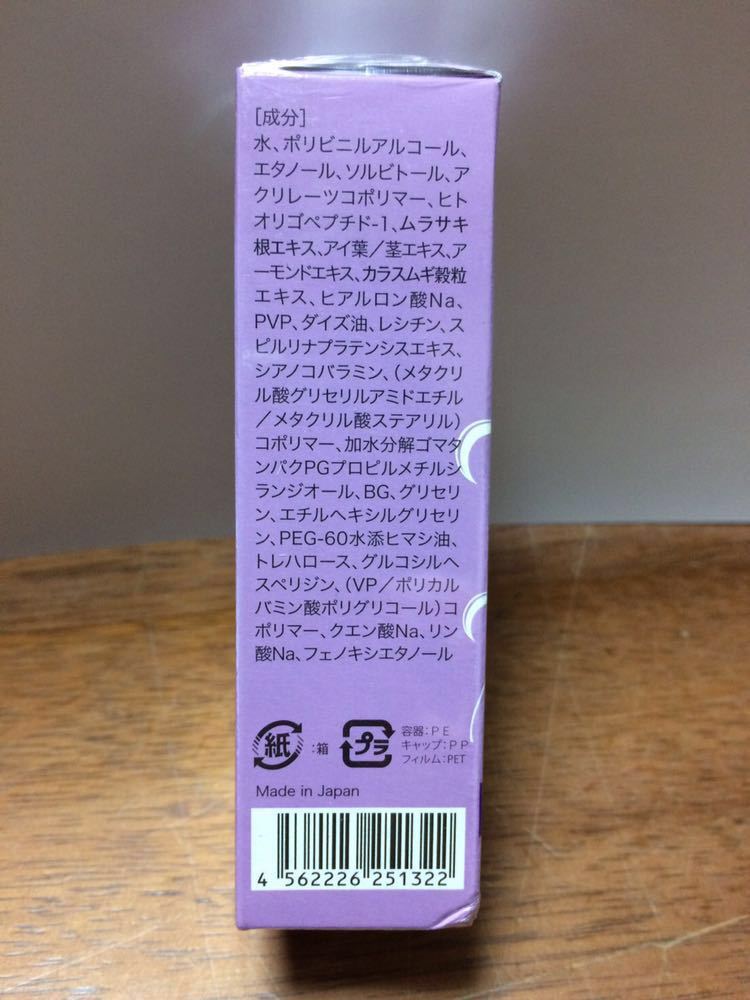 [成分]
水、ポリビニルアルコール、
エタノール、ソルビトール、ア
クリレーツコポリマー、ヒト
オリゴペプチド-1、ムラサキ
根エキス、アイ葉／茎エキス、ア
ーモンドエキス、カラスムギ穀粒
エキス、ヒアルロン酸Na、
PVP、ダイズ油、レシチン、ス
ピルリナプラテンシスエキス、
シアノコバラミン、（メタクリ
ル酸グリセリルアミドエチル
／メタクリル酸ステアリル）
コポリマー、加水分解ゴマタ
ンパクPGプロピルメチルシ
ランジオール、BG、グリセリ
ン、エチルヘキシルグリセリ
ン、PEG-60水添ヒマシ油、
トレハロース、グルコシルヘ
スペリジン、（VP／ポリカル
バミン酸ポリグリコール）コ
ポリマー、クエン酸Na、リン
酸Na、フェノキシエタノール
紙 :箱
プラ 容器:PE
キャップ:PP
フィルム:PET
Made in Japan
4 562226 251322